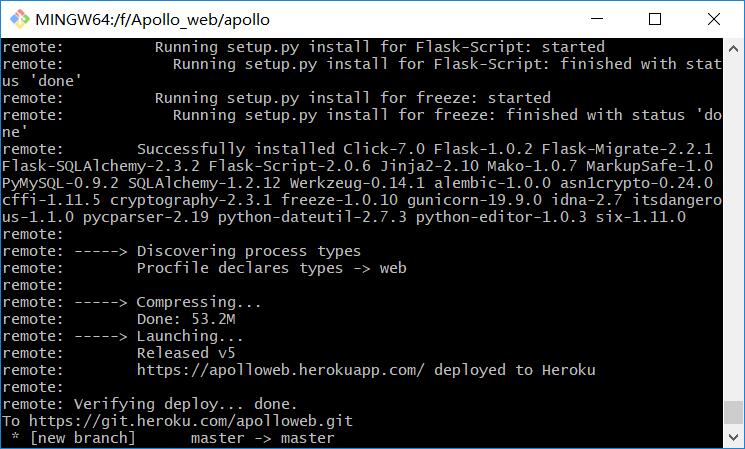 MINGW64:/f/Apollo_web/apollo
remote:          Running setup.py install for Flask-Script: started
remote:            Running setup.py install for Flask-Script: finished with stat
us 'done'
remote:          Running setup.py install for freeze: started
remote:            Running setup.py install for freeze: finished with status 'do
ne'
remote:        Successfully installed Click-7.0 Flask-1.0.2 Flask-Migrate-2.2.1
Flask-SQLAlchemy-2.3.2 Flask-Script-2.0.6 Jinja2-2.10 Mako-1.0.7 MarkupSafe-1.0
PyMySQL-0.9.2 SQLAlchemy-1.2.12 Werkzeug-0.14.1 alembic-1.0.0 asn1crypto-0.24.0
cffi-1.11.5 cryptography-2.3.1 freeze-1.0.10 gunicorn-19.9.0 idna-2.7 itsdangero
us-1.1.0 pycparser-2.19 python-dateutil-2.7.3 python-editor-1.0.3 six-1.11.0
remote:
remote: -----> Discovering process types
remote:        Procfile declares types -> web
remote:
remote: -----> Compressing...
remote:        Done: 53.2M
remote: -----> Launching...
remote:        Released v5
remote:        https://apolloweb.herokuapp.com/ deployed to Heroku
remote:
remote: Verifying deploy... done.
To https://git.heroku.com/apolloweb.git
 * [new branch]      master -> master